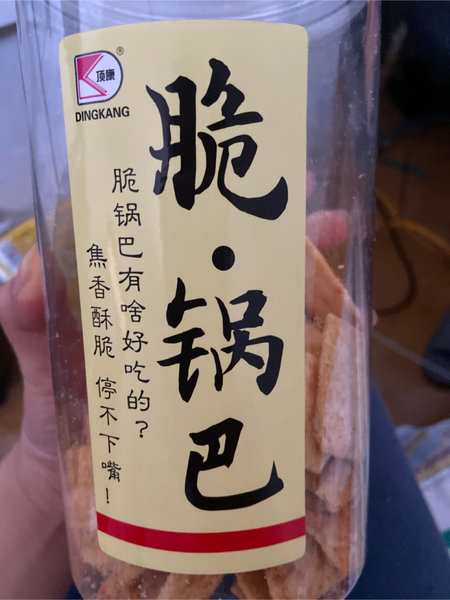 顶康
DINGKANG
®
脆·锅巴
脆锅巴有啥好吃的?
焦香酥脆 停不下嘴!